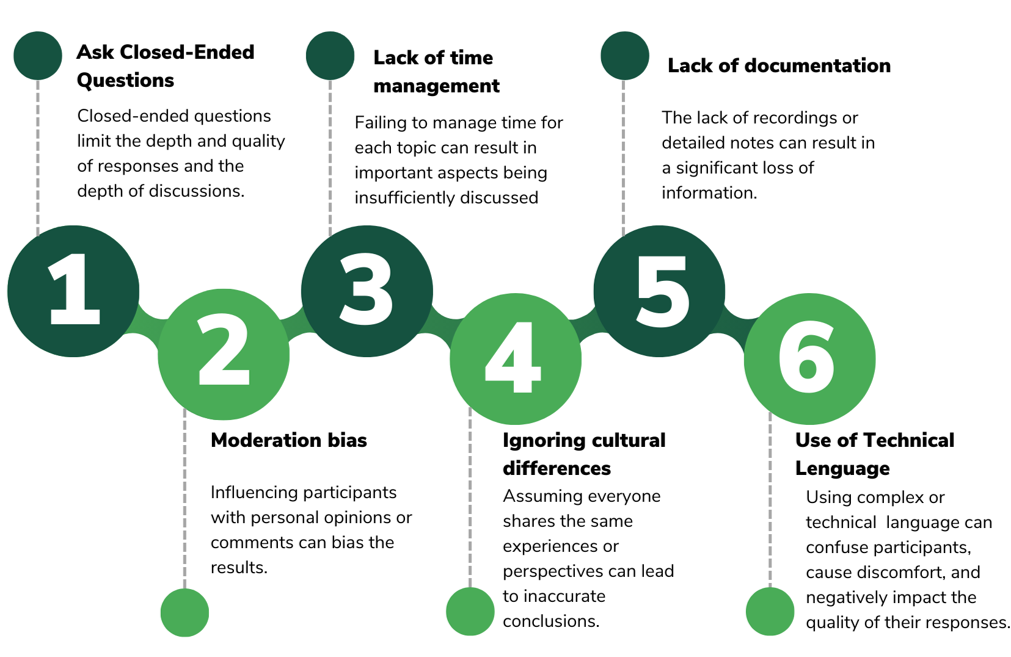 1
Ask Closed-Ended
Questions
Closed-ended questions
limit the depth and quality
of responses and the
depth of discussions.
2
Moderation bias
Influencing participants
with personal opinions or
comments can bias the
results.
3
Lack of time
management
Failing to manage time for
each topic can result in
important aspects being
insufficiently discussed
4
Ignoring cultural
differences
Assuming everyone
shares the same
experiences or
perspectives can lead
to inaccurate
conclusions.
5
Lack of documentation
The lack of recordings or
detailed notes can result in
a significant loss of
information.
6
Use of Technical
Lenguage
Using complex or
technical  language can
confuse participants,
cause discomfort, and
negatively impact the
quality of their responses.